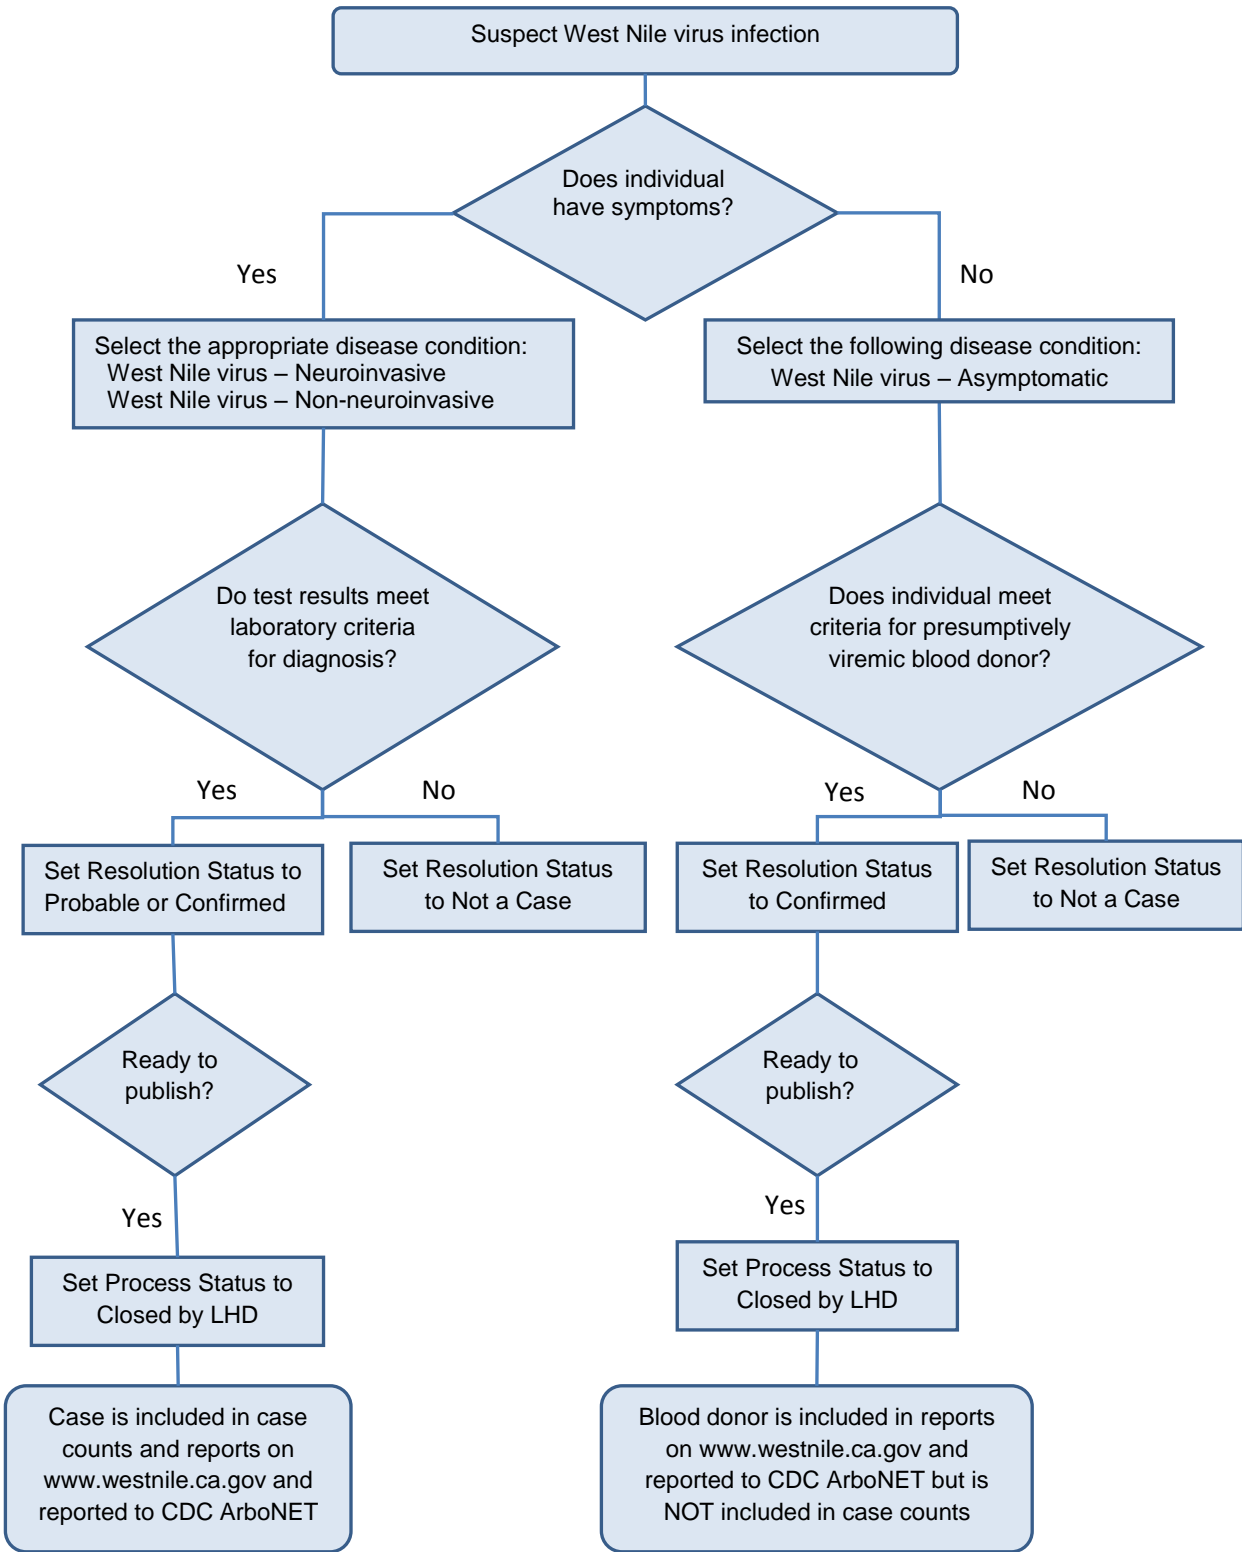 Suspect West Nile virus infection
Does individual
have symptoms?
Yes
No
Select the appropriate disease condition:
West Nile virus – Neuroinvasive
West Nile virus – Non-neuroinvasive
Select the following disease condition:
West Nile virus – Asymptomatic
Do test results meet
laboratory criteria
for diagnosis?
Does individual meet
criteria for presumptively
viremic blood donor?
Yes
No
Yes
No
Set Resolution Status to
Probable or Confirmed
Set Resolution Status
to Not a Case
Set Resolution Status
to Confirmed
Set Resolution Status
to Not a Case
Ready to
publish?
Ready to
publish?
Yes
Yes
Set Process Status to
Closed by LHD
Set Process Status to
Closed by LHD
Case is included in case
counts and reports on
www.westnile.ca.gov and
reported to CDC ArboNET
Blood donor is included in reports
on www.westnile.ca.gov and
reported to CDC ArboNET but is
NOT included in case counts